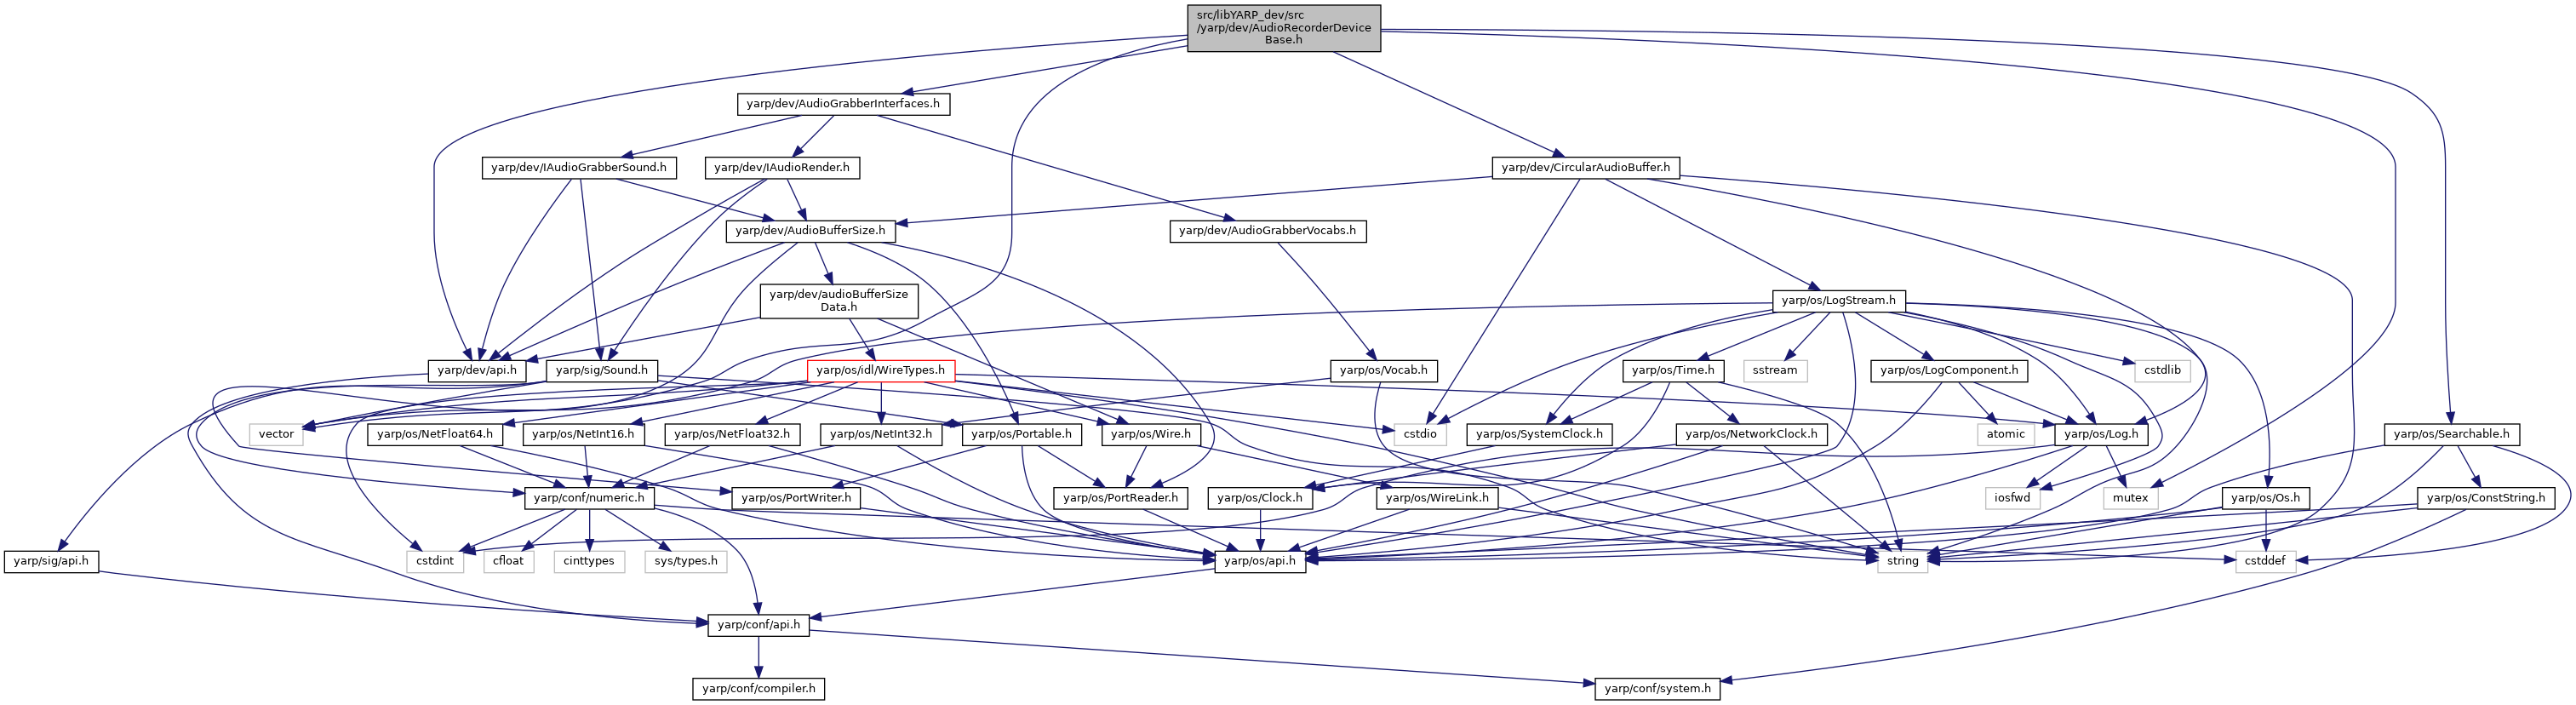 src/libYARP_dev/src
/yarp/dev/AudioRecorderDevice
Base.h
yarp/dev/AudioGrabberInterfaces.h
yarp/dev/IAudioGrabberSound.h
yarp/dev/IAudioRender.h
yarp/dev/CircularAudioBuffer.h
yarp/dev/AudioBufferSize.h
yarp/dev/AudioGrabberVocabs.h
yarp/dev/audioBufferSize
Data.h
yarp/os/LogStream.h
yarp/dev/api.h
yarp/sig/Sound.h
yarp/os/idl/WireTypes.h
yarp/os/Vocab.h
yarp/os/Time.h
sstream
yarp/os/LogComponent.h
cstdlib
vector
yarp/os/NetFloat64.h
yarp/os/NetInt16.h
yarp/os/NetFloat32.h
yarp/os/NetInt32.h
yarp/os/Portable.h
yarp/os/Wire.h
cstdio
yarp/os/SystemClock.h
yarp/os/NetworkClock.h
atomic
yarp/os/Log.h
yarp/os/Searchable.h
yarp/conf/numeric.h
yarp/os/PortWriter.h
yarp/os/PortReader.h
yarp/os/Clock.h
yarp/os/WireLink.h
iosfwd
mutex
yarp/os/Os.h
yarp/os/ConstString.h
yarp/sig/api.h
cstdint
cfloat
cinttypes
sys/types.h
yarp/os/api.h
string
cstddef
yarp/conf/api.h
yarp/conf/compiler.h
yarp/conf/system.h